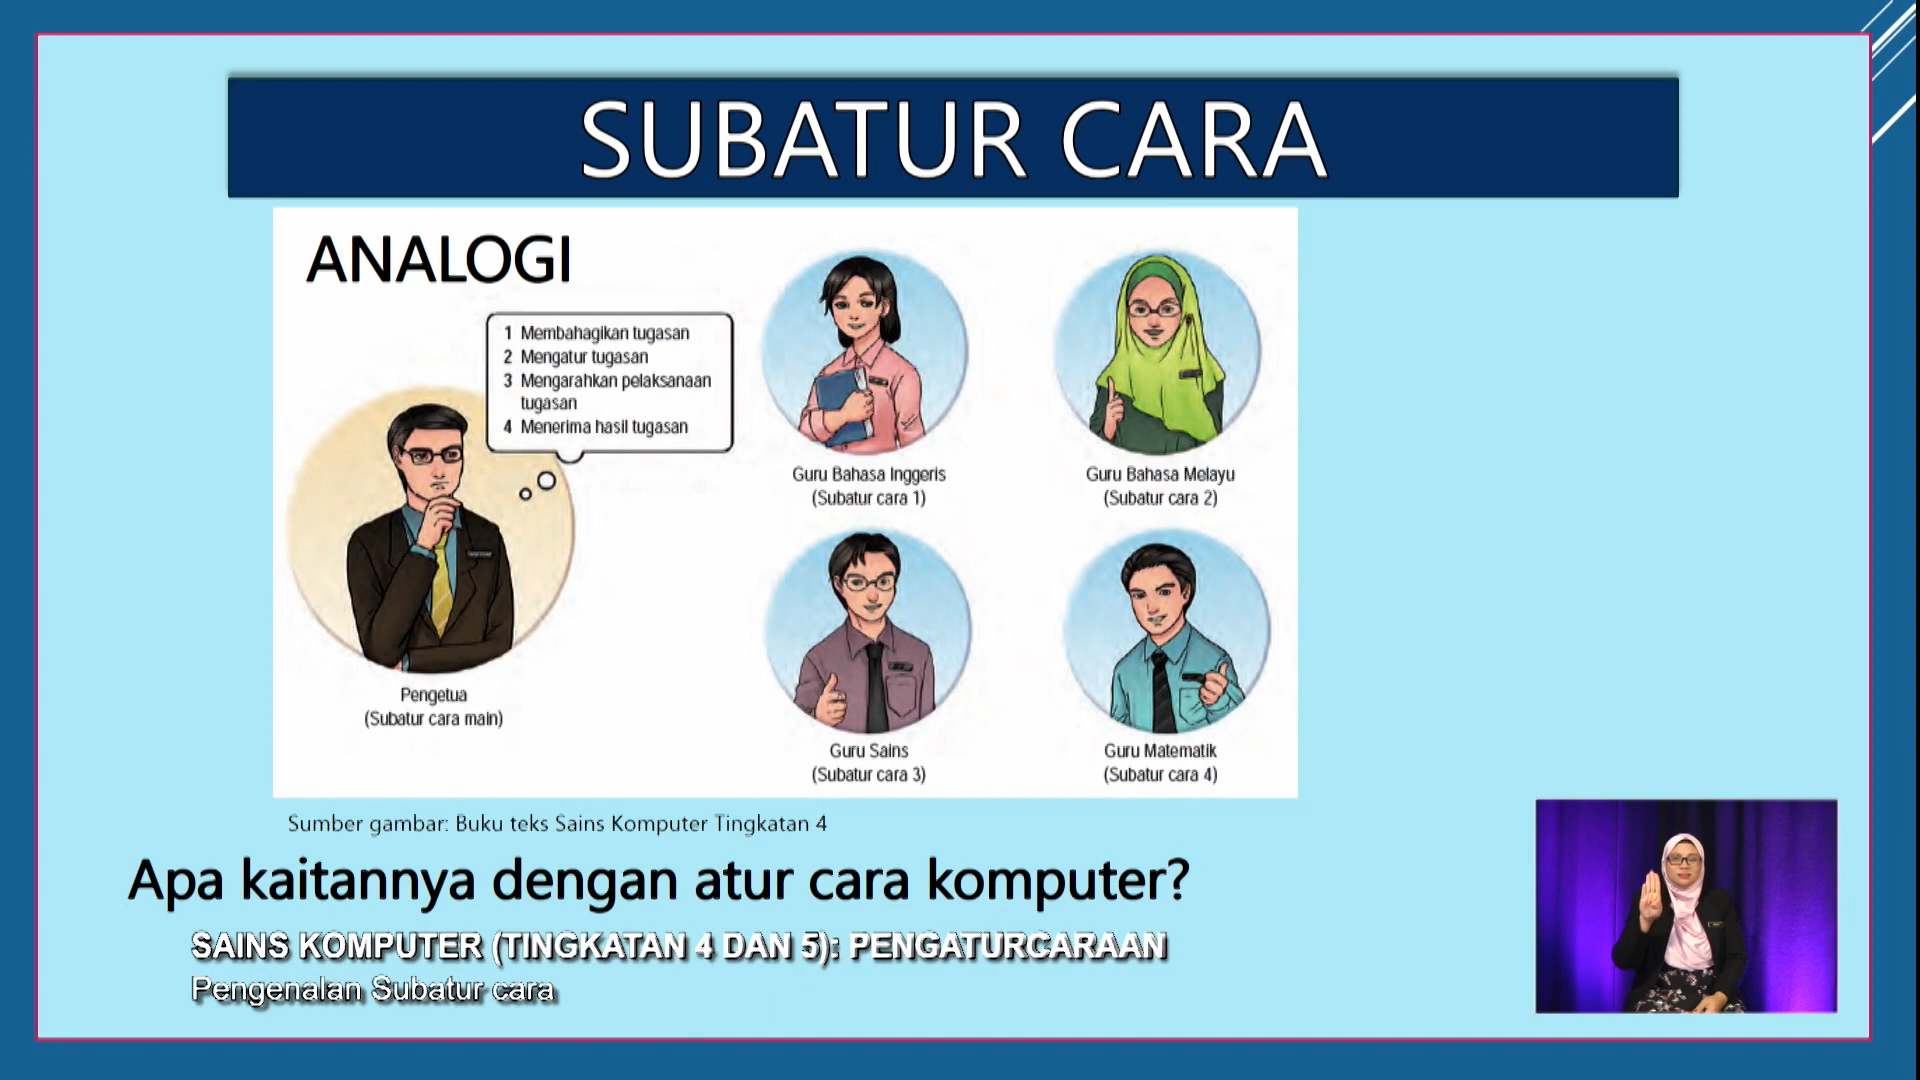 SUBATUR CARA
ANALOGI
1 Membahagikan tugasan
2 Mengatur tugasan
3 Mengarahkan pelaksanaan
tugasan
4 Menerima hasil tugasan
Pengetua
(Subatur cara main)
Guru Bahasa Inggeris
(Subatur cara 1)
Guru Bahasa Melayu
(Subatur cara 2)
Guru Sains
(Subatur cara 3)
Guru Matematik
(Subatur cara 4)
Sumber gambar: Buku teks Sains Komputer Tingkatan 4
Apa kaitannya dengan atur cara komputer?
SAINS KOMPUTER (TINGKATAN 4 DAN 5): PENGATURCARAAN
Pengenalan Subatur cara